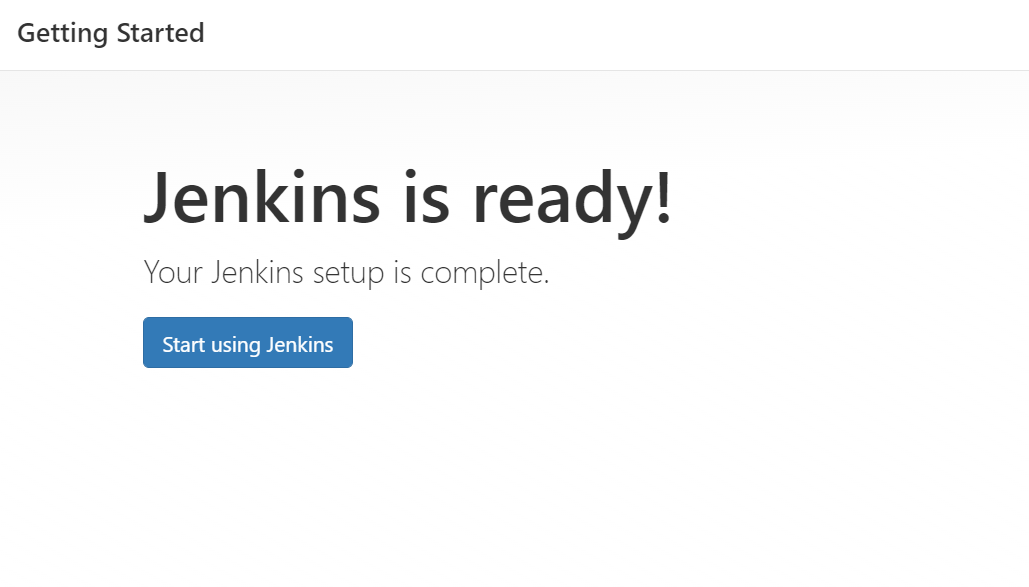 Getting Started
Jenkins is ready!
Your Jenkins setup is complete.
Start using Jenkins